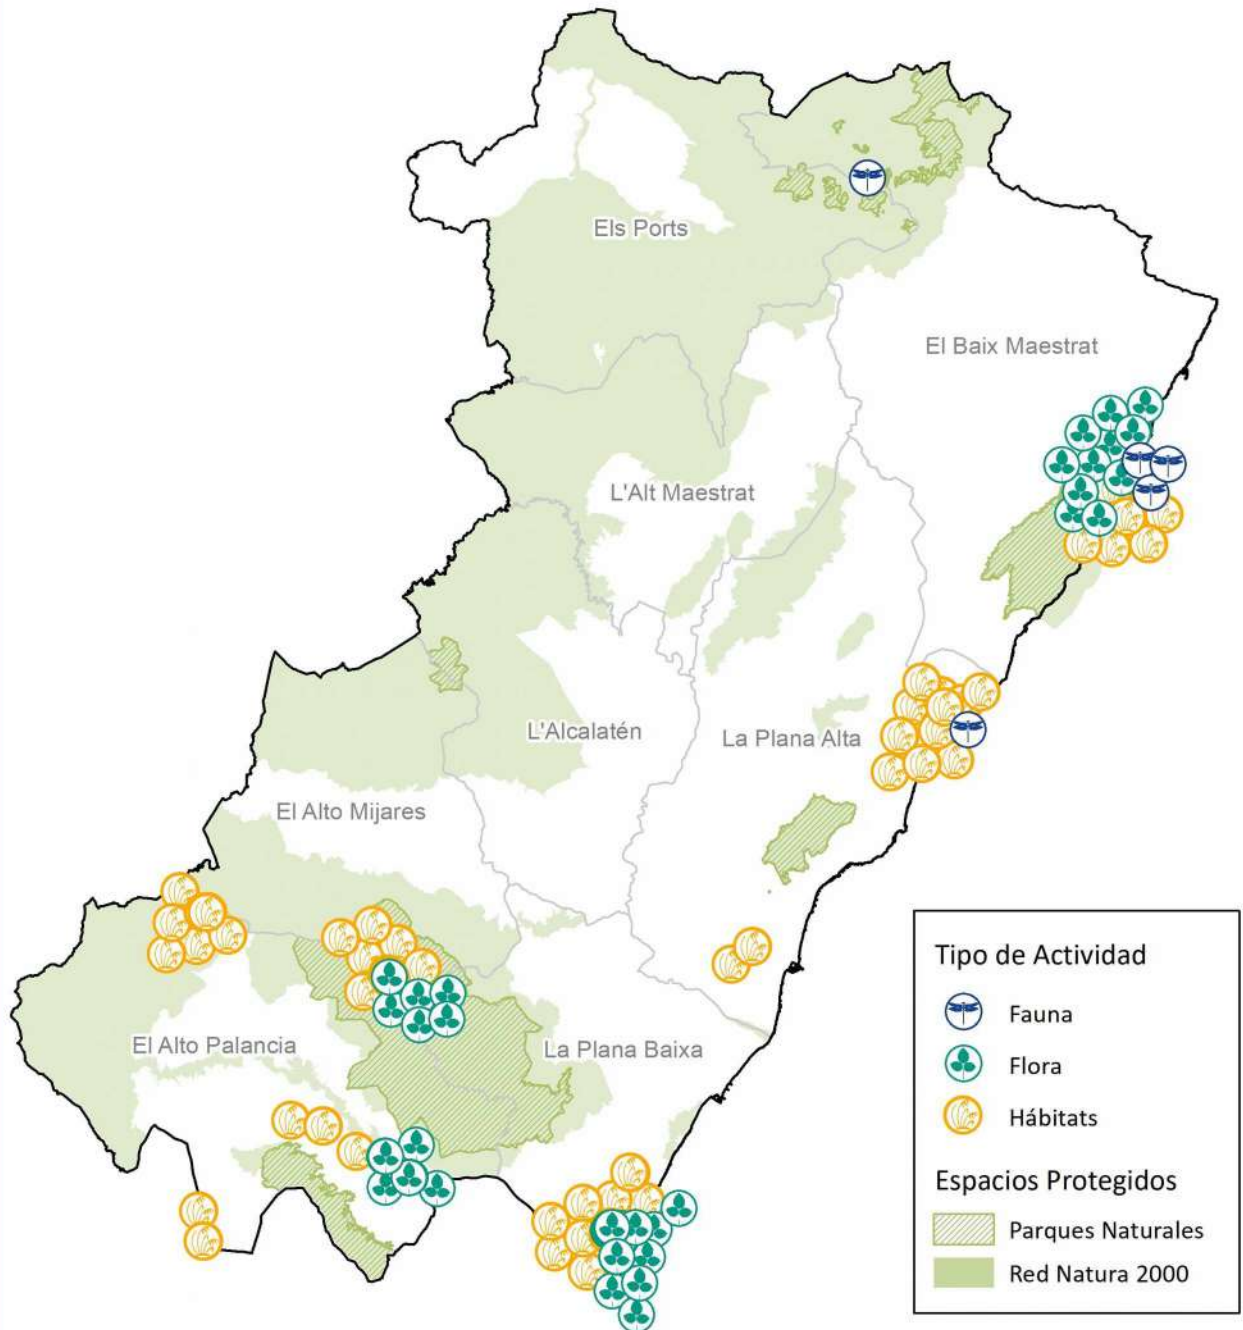 Els Ports
El Baix Maestrat
L'Alt Maestrat
L'Alcalatén
La Plana Alta
El Alto Mijares
El Alto Palancia
La Plana Baixa
Tipo de Actividad
Fauna
Flora
Hábitats
Espacios Protegidos
Parques Naturales
Red Natura 2000